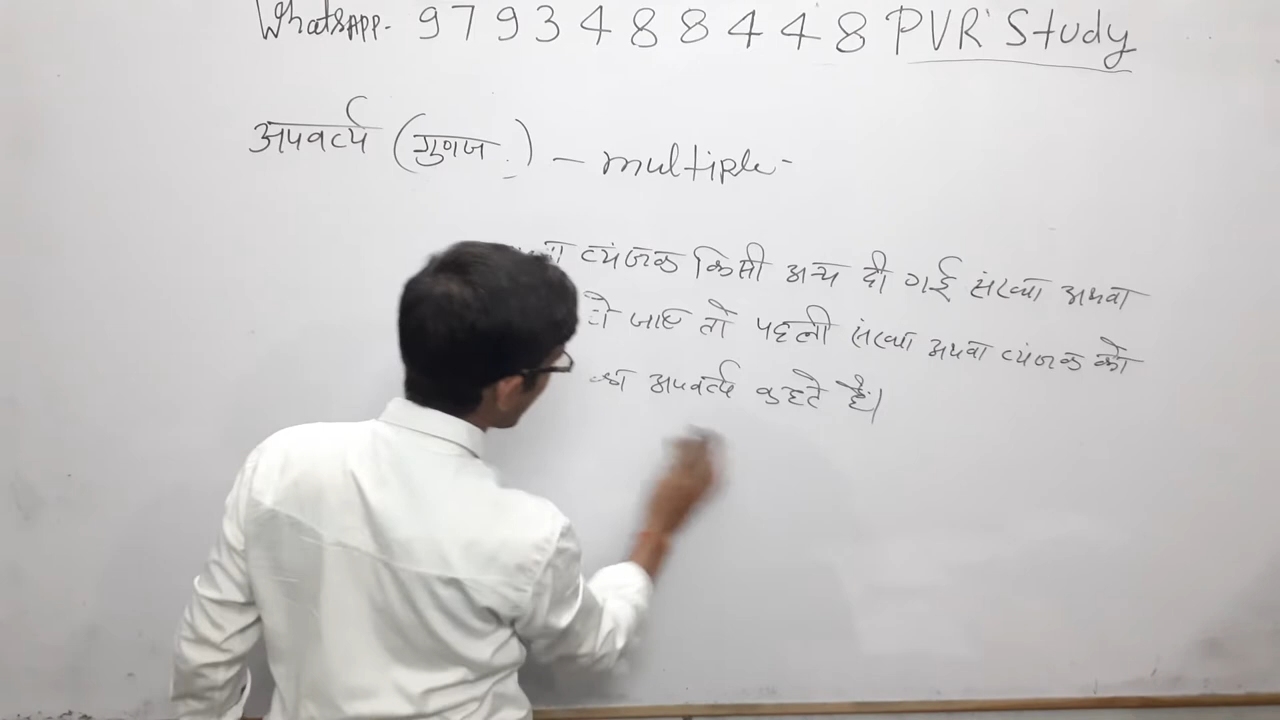 WhatsAPP- 9793488448 PVR Study
अपवर्त्य (गुणज) - multiple-
व्यंजक किसी अन्य दी गई संख्या अथवा
जाए तो पहली संख्या अथवा व्यंजक को
का अपवर्त्य कहते हैं।